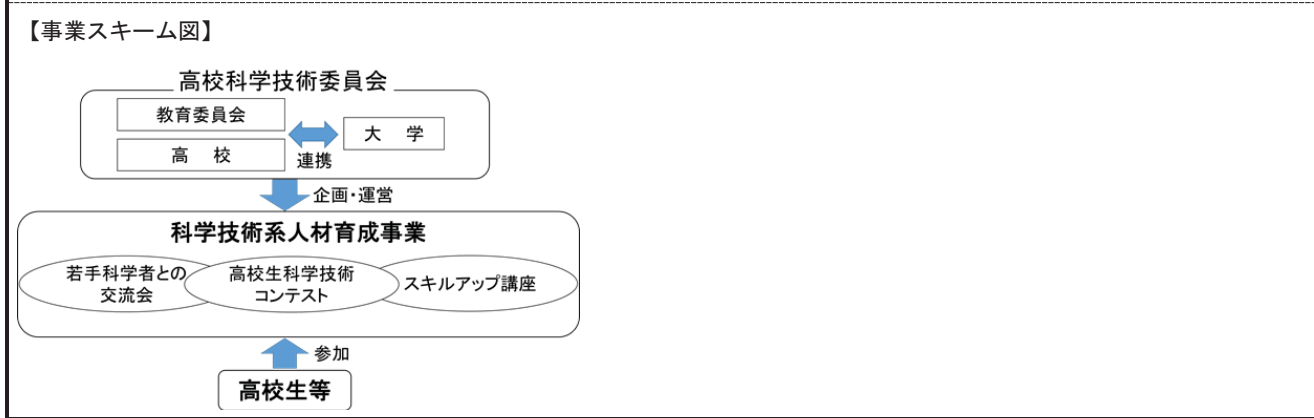 【事業スキーム図】
高校科学技術委員会
教育委員会
高 校
連携
大 学
企画・運営
科学技術系人材育成事業
若手科学者との
交流会
高校生科学技術
コンテスト
スキルアップ講座
参加
高校生等